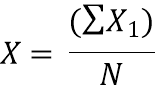 X = (∑X₁) / N